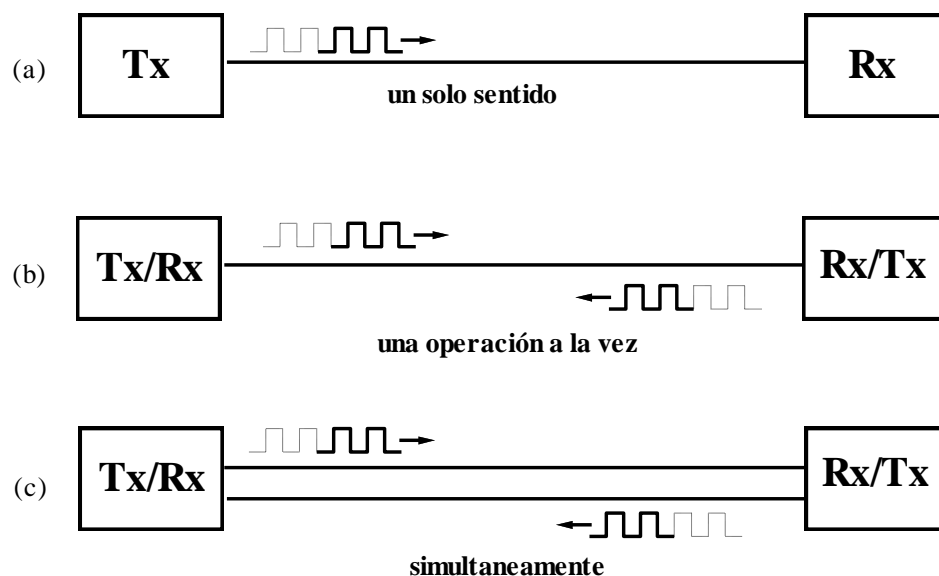 (a) Tx Rx
un solo sentido
(b) Tx/Rx Rx/Tx
una operación a la vez
(c) Tx/Rx Rx/Tx
simultaneamente